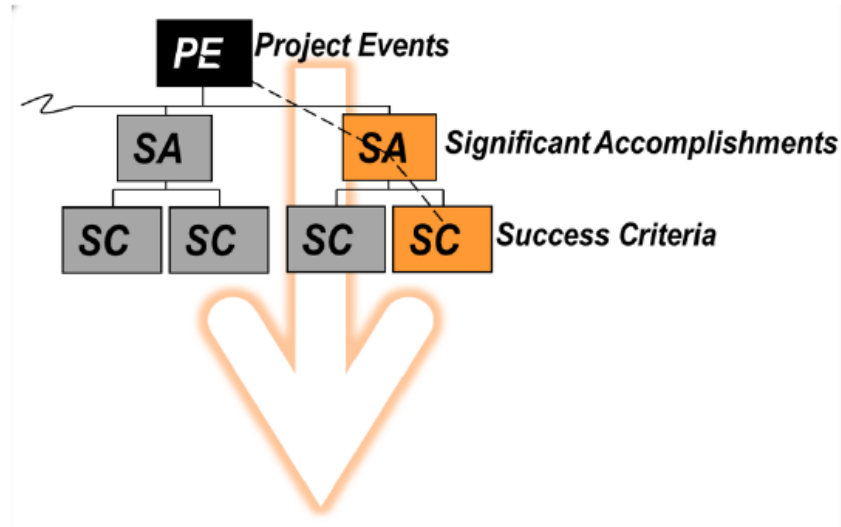 PE Project Events
SA SA Significant Accomplishments
SC SC SC SC Success Criteria